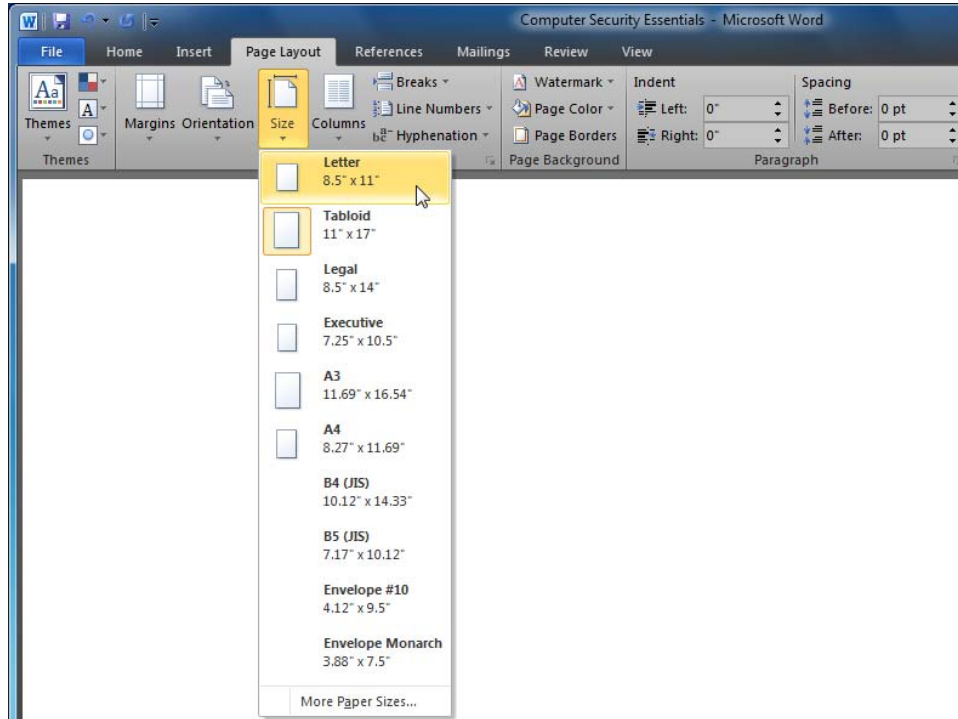 Computer Security Essentials - Microsoft Word
File Home Insert Page Layout References Mailings Review View
Aa
A
Themes
Margins
Orientation
Size
Columns
Breaks
Line Numbers
Hyphenation
Watermark
Page Color
Page Borders
Indent
Left: 0"
Right: 0"
Spacing
Before: 0 pt
After: 0 pt
Themes
Page Background
Paragraph
Letter
8.5" x 11"
Tabloid
11" x 17"
Legal
8.5" x 14"
Executive
7.25" x 10.5"
A3
11.69" x 16.54"
A4
8.27" x 11.69"
B4 (JIS)
10.12" x 14.33"
B5 (JIS)
7.17" x 10.12"
Envelope #10
4.12" x 9.5"
Envelope Monarch
3.88" x 7.5"
More Paper Sizes...